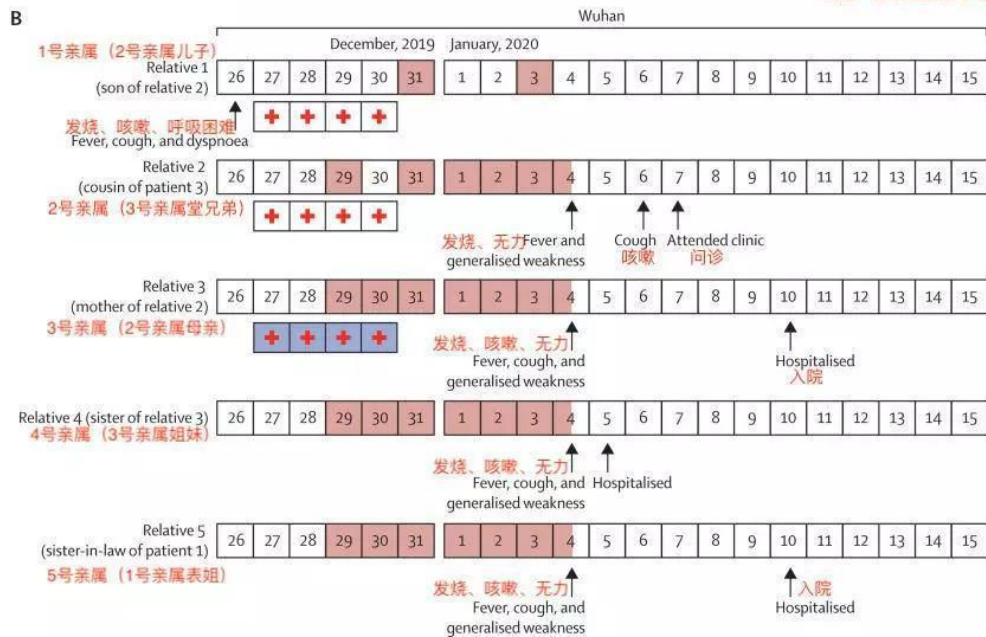 B
Wuhan
December, 2019 January, 2020
1号亲属（2号亲属儿子）
Relative 1
(son of relative 2)
26 27 28 29 30 31 1 2 3 4 5 6 7 8 9 10 11 12 13 14 15
发烧、咳嗽、呼吸困难
Fever, cough, and dyspnoea
Relative 2
(cousin of patient 3)
26 27 28 29 30 31 1 2 3 4 5 6 7 8 9 10 11 12 13 14 15
2号亲属（3号亲属堂兄弟）
发烧、无力 Fever and
generalised weakness
Cough
咳嗽
Attended clinic
问诊
Relative 3
(mother of relative 2)
26 27 28 29 30 31 1 2 3 4 5 6 7 8 9 10 11 12 13 14 15
3号亲属（2号亲属母亲）
发烧、咳嗽、无力
Fever, cough, and
generalised weakness
Hospitalised
入院
Relative 4 (sister of relative 3)
26 27 28 29 30 31 1 2 3 4 5 6 7 8 9 10 11 12 13 14 15
4号亲属（3号亲属姐妹）
发烧、咳嗽、无力
Fever, cough, and
generalised weakness
Hospitalised
Relative 5
(sister-in-law of patient 1)
26 27 28 29 30 31 1 2 3 4 5 6 7 8 9 10 11 12 13 14 15
5号亲属（1号亲属表姐）
发烧、咳嗽、无力
Fever, cough, and
generalised weakness
入院
Hospitalised